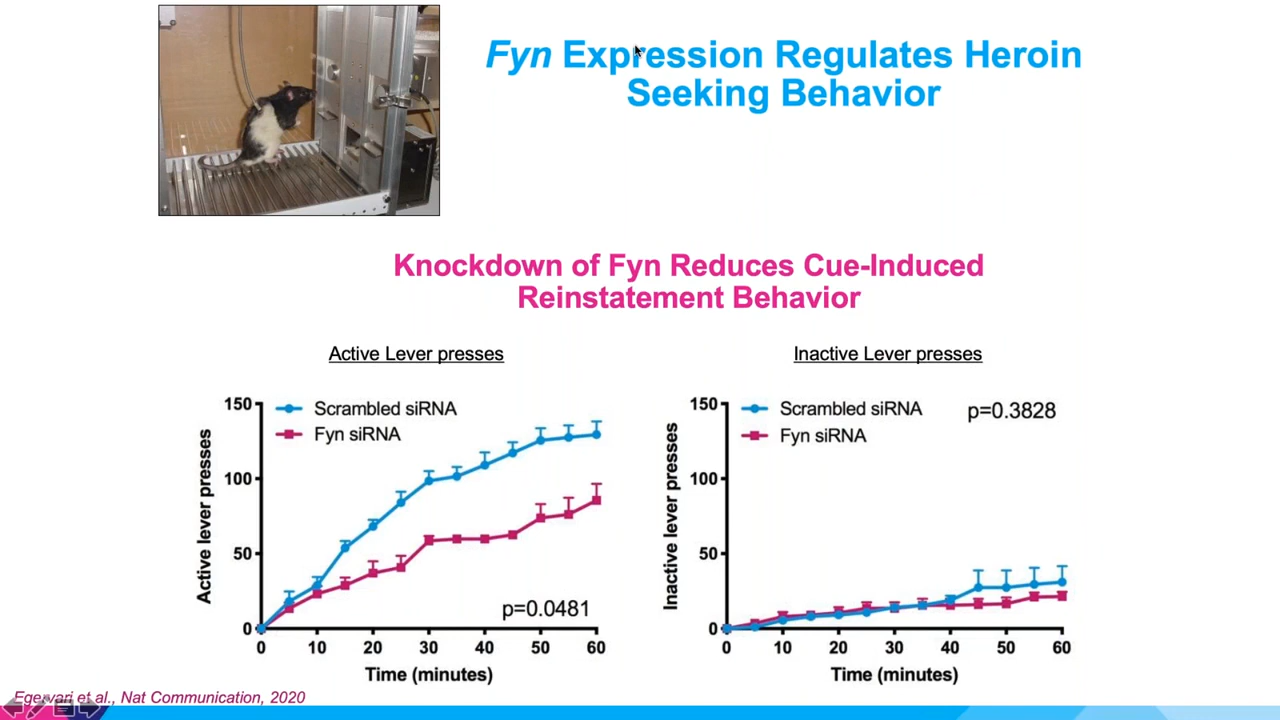 Fyn Expression Regulates Heroin
Seeking Behavior
Knockdown of Fyn Reduces Cue-Induced
Reinstatement Behavior
Active Lever presses
Inactive Lever presses
150
100
50
0
Active lever presses
Scrambled siRNA
Fyn siRNA
p=0.0481
0 10 20 30 40 50 60
Time (minutes)
150
100
50
0
Inactive lever presses
Scrambled siRNA
Fyn siRNA
p=0.3828
0 10 20 30 40 50 60
Time (minutes)
et al., Nat Communication, 2020